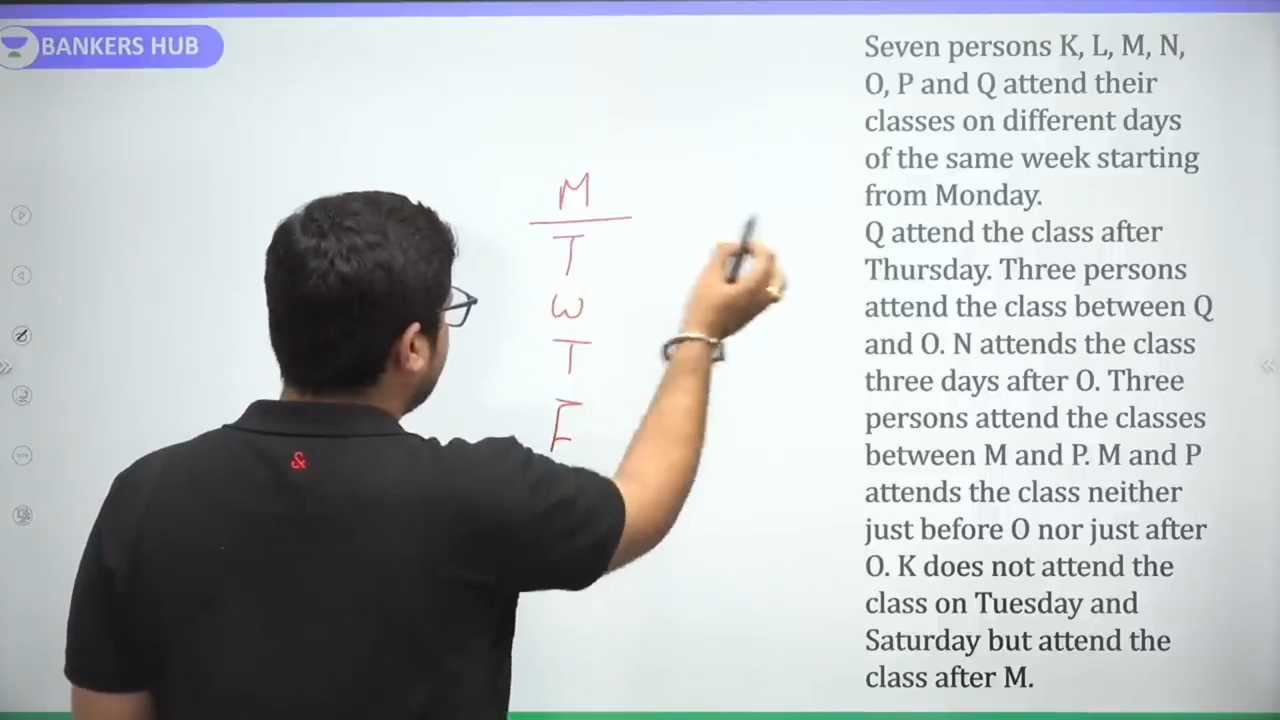 BANKERS HUB
Seven persons K, L, M, N,
O, P and Q attend their
classes on different days
of the same week starting
from Monday.
Q attend the class after
Thursday. Three persons
attend the class between Q
and O. N attends the class
three days after O. Three
persons attend the classes
between M and P. M and P
attends the class neither
just before O nor just after
O. K does not attend the
class on Tuesday and
Saturday but attend the
class after M.
M
T
W
T
F
&